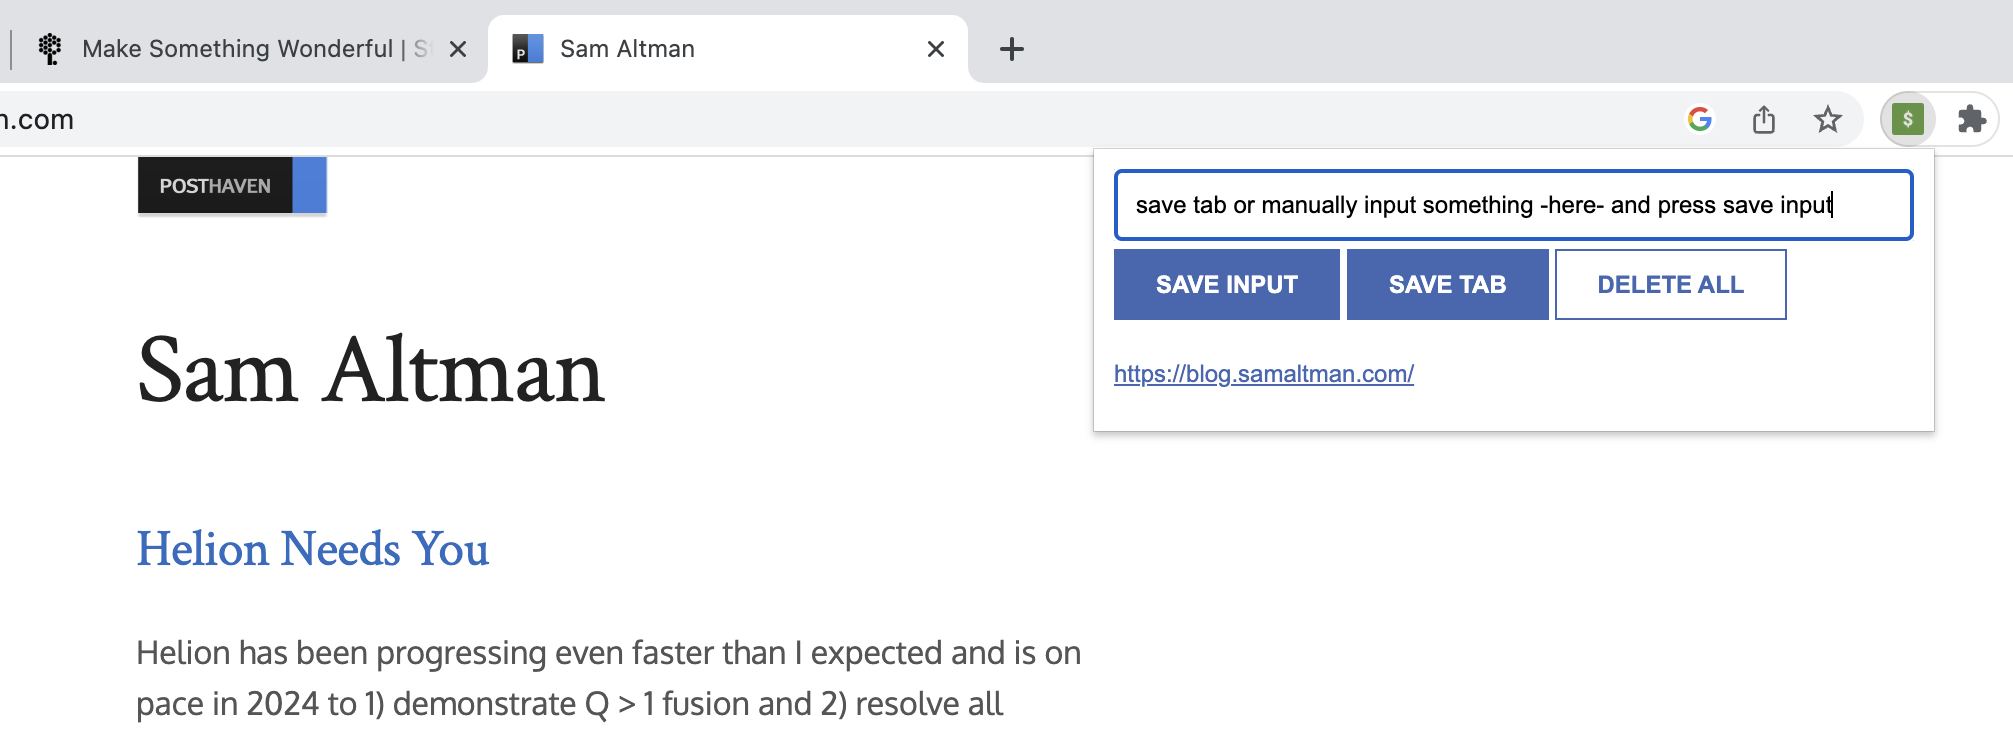 Make Something Wonderful | S
Sam Altman
n.com
$
POSTHAVEN
save tab or manually input something -here- and press save input
SAVE INPUT
SAVE TAB
DELETE ALL
https://blog.samaltman.com/
Sam Altman
Helion Needs You
Helion has been progressing even faster than I expected and is on
pace in 2024 to 1) demonstrate Q > 1 fusion and 2) resolve all